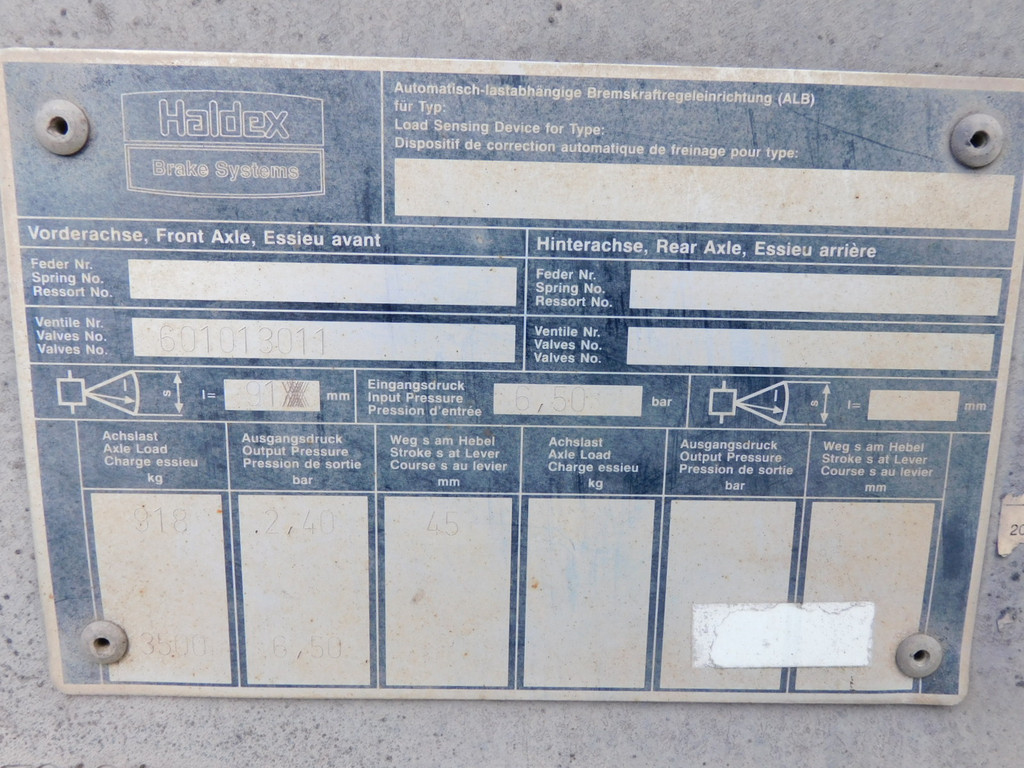 Haldex
Brake Systems
Automatisch-lastabhängige Bremskraftregeleinrichtung (ALB)
für Typ:
Load Sensing Device for Type:
Dispositif de correction automatique de freinage pour type:
Vorderachse, Front Axle, Essieu avant
Feder Nr.
Spring No.
Ressort No.
Ventile Nr.
Valves No.
Valves No.
601013011
Hinterachse, Rear Axle, Essieu arrière
Feder Nr.
Spring No.
Ressort No.
Ventile Nr.
Valves No.
Valves No.
s l= 91 mm
Eingangsdruck
Input Pressure
Pression d'entrée
6,50 bar
s l= mm
Achslast
Axle Load
Charge essieu
kg
Ausgangsdruck
Output Pressure
Pression de sortie
bar
Weg s am Hebel
Stroke s at Lever
Course s au levier
mm
Achslast
Axle Load
Charge essieu
kg
Ausgangsdruck
Output Pressure
Pression de sortie
bar
Weg s am Hebel
Stroke s at Lever
Course s au levier
mm
918 2,40 45
3500 6,50
20